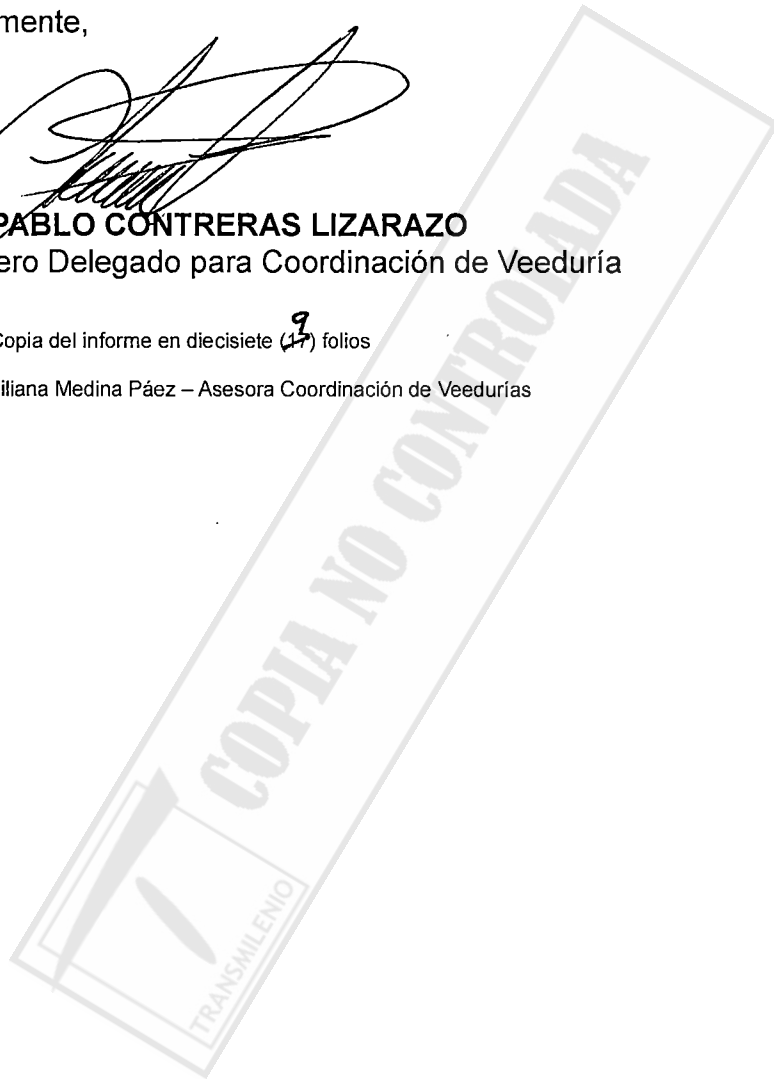 mente,
PABLO CONTRERAS LIZARAZO
ero Delegado para Coordinación de Veeduría
Copia del informe en diecisiete (17) folios
9
iliana Medina Páez – Asesora Coordinación de Veedurías
COPIA NO CONTROLADA
TRANSMILENIO